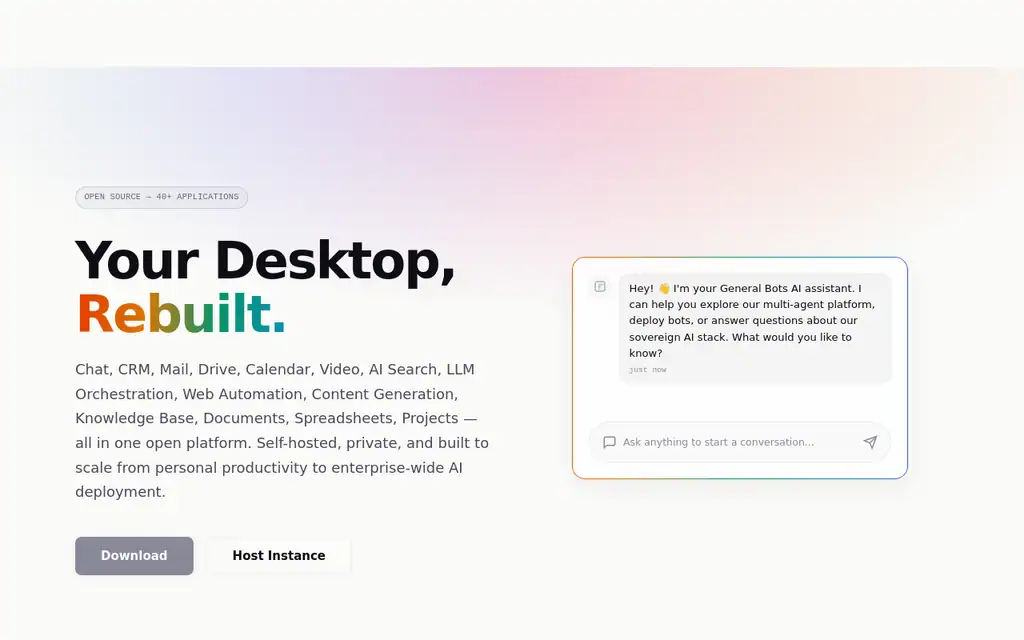 OPEN SOURCE → 40+ APPLICATIONS
Your Desktop,
Rebuilt.
Chat, CRM, Mail, Drive, Calendar, Video, AI Search, LLM
Orchestration, Web Automation, Content Generation,
Knowledge Base, Documents, Spreadsheets, Projects —
all in one open platform. Self-hosted, private, and built to
scale from personal productivity to enterprise-wide AI
deployment.
Download
Host Instance
Hey! 👋 I'm your General Bots AI assistant. I
can help you explore our multi-agent platform,
deploy bots, or answer questions about our
sovereign AI stack. What would you like to
know?
just now
Ask anything to start a conversation...